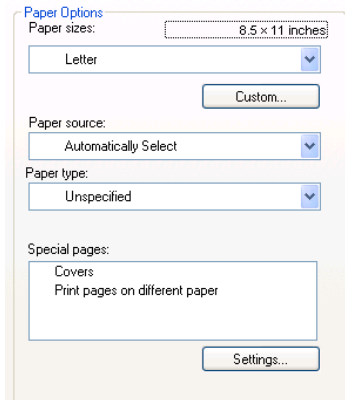 Paper Options
Paper sizes: 8.5 × 11 inches
Letter
Custom...
Paper source:
Automatically Select
Paper type:
Unspecified
Special pages:
Covers
Print pages on different paper
Settings...